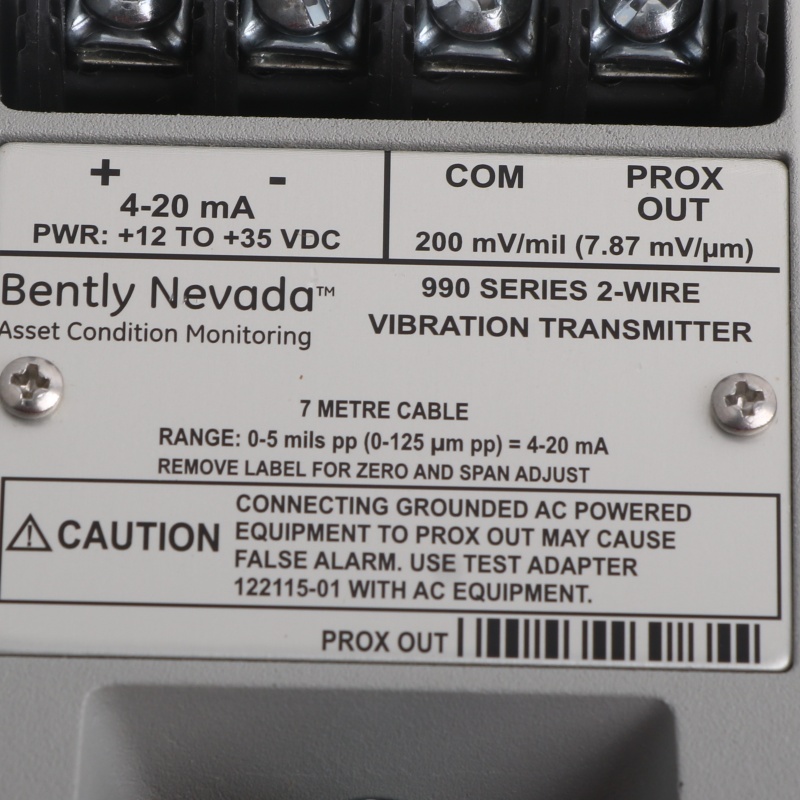 + -
4-20 mA
PWR: +12 TO +35 VDC
COM PROX
OUT
200 mV/mil (7.87 mV/µm)
Bently Nevada™
Asset Condition Monitoring
990 SERIES 2-WIRE
VIBRATION TRANSMITTER
7 METRE CABLE
RANGE: 0-5 mils pp (0-125 µm pp) = 4-20 mA
REMOVE LABEL FOR ZERO AND SPAN ADJUST
CAUTION
CONNECTING GROUNDED AC POWERED
EQUIPMENT TO PROX OUT MAY CAUSE
FALSE ALARM. USE TEST ADAPTER
122115-01 WITH AC EQUIPMENT.
PROX OUT